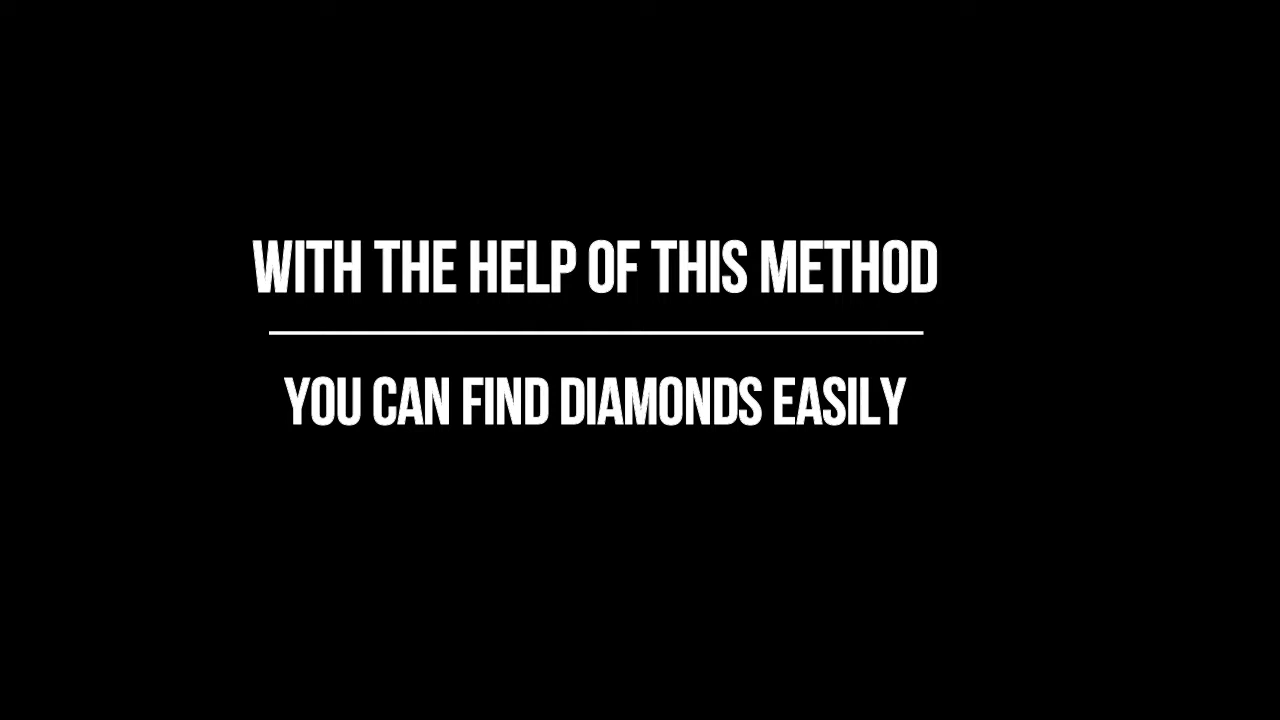 WITH THE HELP OF THIS METHOD
YOU CAN FIND DIAMONDS EASILY